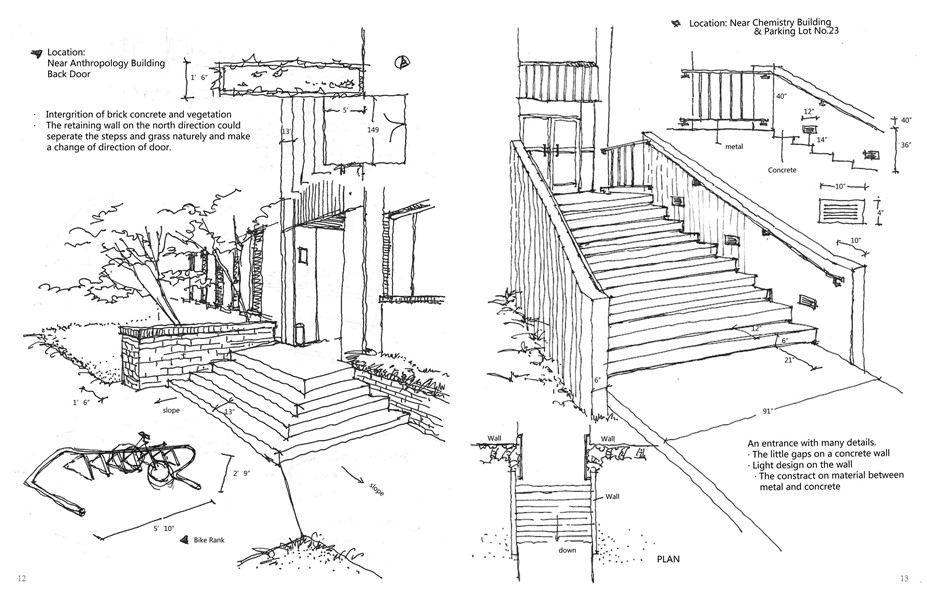 Location:
Near Anthropology Building
Back Door
· Intergrition of brick concrete and vegetation
· The retaining wall on the north direction could
seperate the stepss and grass naturely and make
a change of direction of door.
1' 6"
5'
13'
149
A
1' 6"
slope
13"
slope
2' 9"
5' 10"
Bike Rank
12
Location: Near Chemistry Building
& Parking Lot No.23
40"
12"
14"
40"
36"
metal
Concrete
10"
4"
10"
12"
6"
21"
6"
91"
An entrance with many details.
· The little gaps on a concrete wall
· Light design on the wall
· The constract on material between
metal and concrete
Wall
Wall
Wall
down
PLAN
13